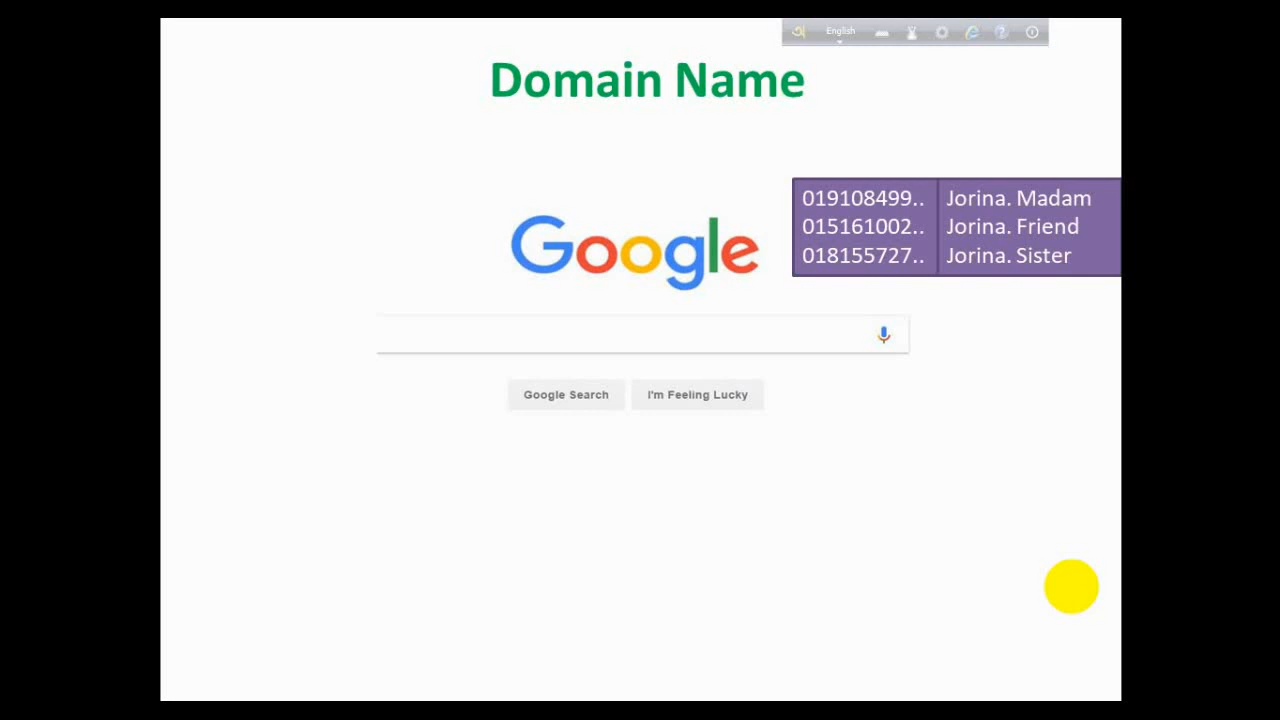 অ English
Domain Name
019108499.. Jorina. Madam
015161002.. Jorina. Friend
018155727.. Jorina. Sister
Google
Google Search I'm Feeling Lucky